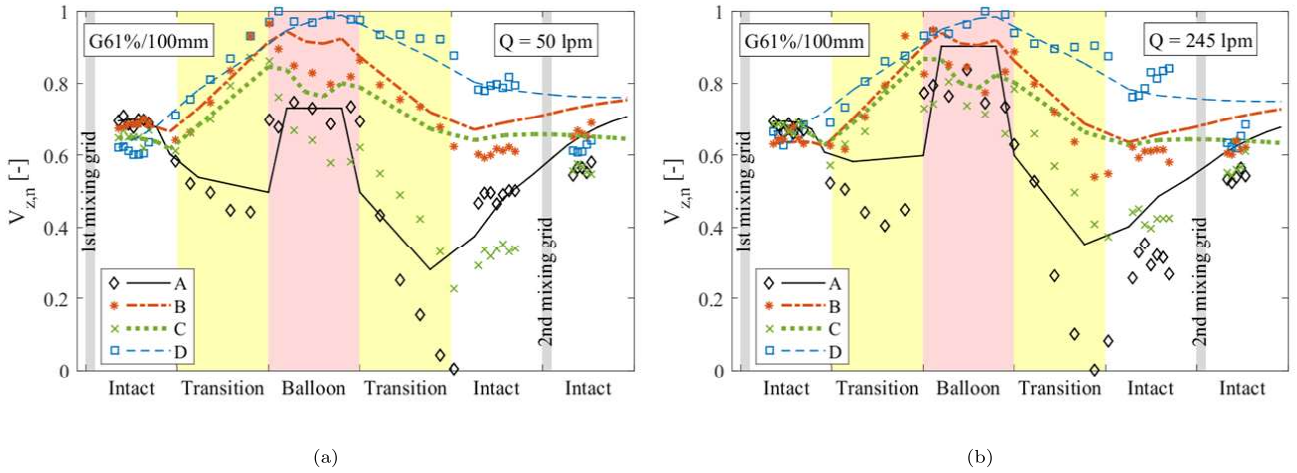 (a)
G61%/100mm
Q = 50 lpm
V_{z,n} [-]
1
0.8
0.6
0.4
0.2
0
1st mixing grid
2nd mixing grid
A
B
C
D
Intact Transition Balloon Transition Intact Intact
(b)
G61%/100mm
Q = 245 lpm
V_{z,n} [-]
1
0.8
0.6
0.4
0.2
0
1st mixing grid
2nd mixing grid
A
B
C
D
Intact Transition Balloon Transition Intact Intact